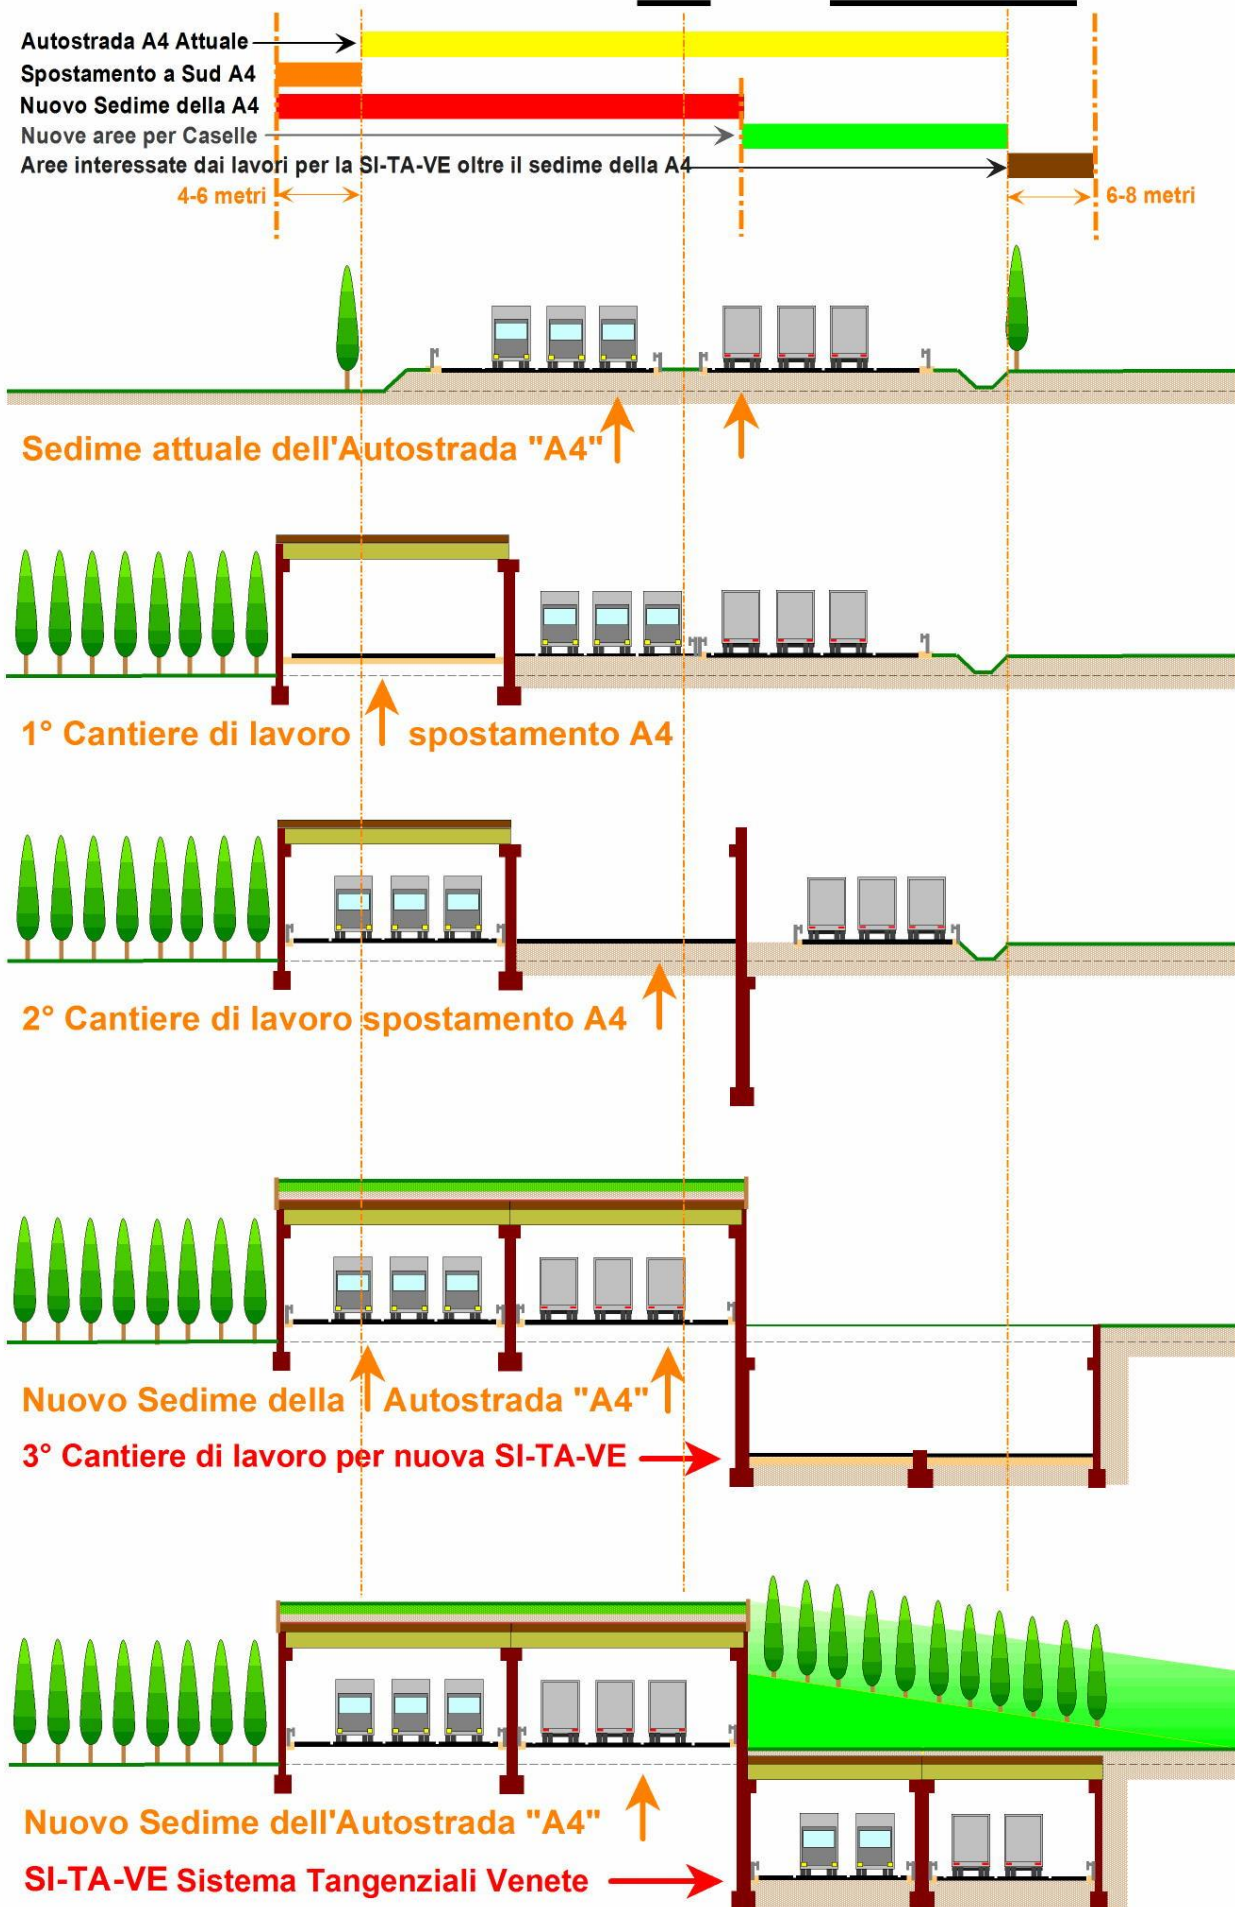 Autostrada A4 Attuale
Spostamento a Sud A4
Nuovo Sedime della A4
Nuove aree per Caselle
Aree interessate dai lavori per la SI-TA-VE oltre il sedime della A4
4-6 metri
6-8 metri
Sedime attuale dell'Autostrada "A4"
1° Cantiere di lavoro spostamento A4
2° Cantiere di lavoro spostamento A4
Nuovo Sedime della Autostrada "A4"
3° Cantiere di lavoro per nuova SI-TA-VE
Nuovo Sedime dell'Autostrada "A4"
SI-TA-VE Sistema Tangenziali Venete